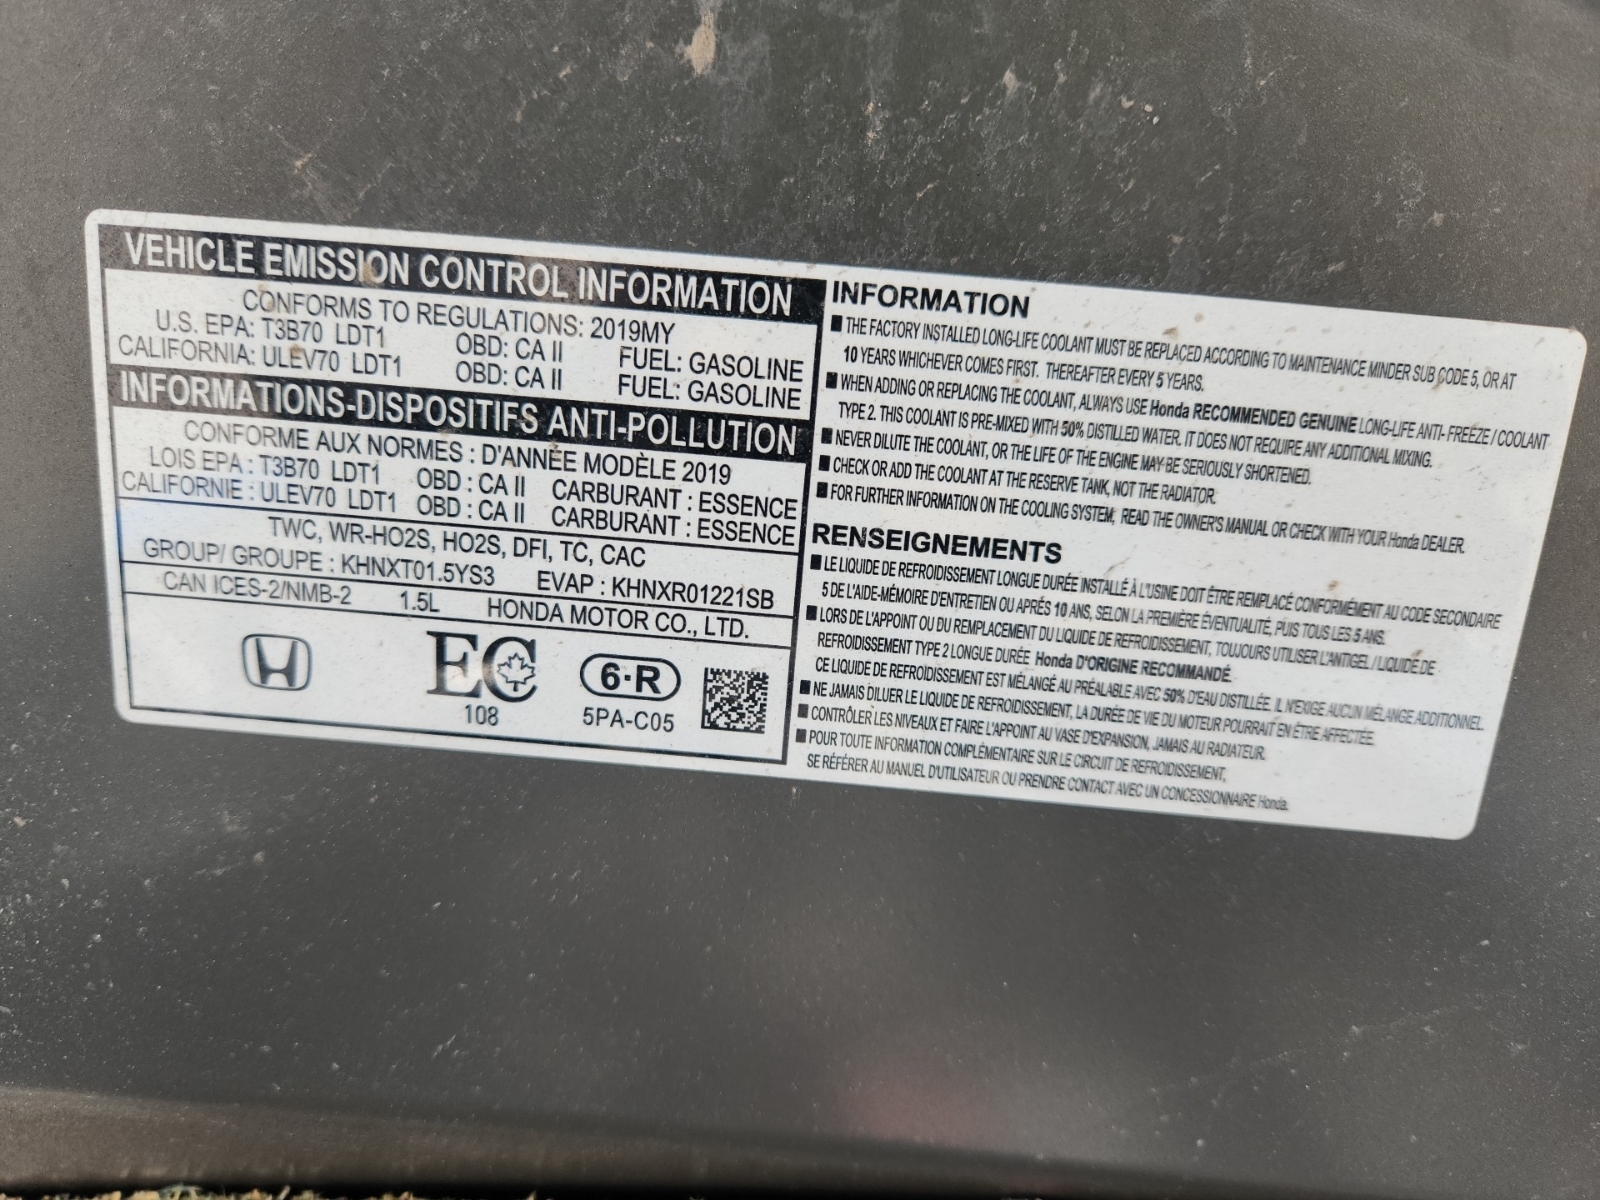 VEHICLE EMISSION CONTROL INFORMATION
CONFORMS TO REGULATIONS: 2019MY
U.S. EPA: T3B70 LDT1 OBD: CA II FUEL: GASOLINE
CALIFORNIA: ULEV70 LDT1 OBD: CA II FUEL: GASOLINE
INFORMATIONS-DISPOSITIFS ANTI-POLLUTION
CONFORME AUX NORMES : D'ANNÉE MODÈLE 2019
LOIS EPA : T3B70 LDT1 OBD : CA II CARBURANT : ESSENCE
CALIFORNIE : ULEV70 LDT1 OBD : CA II CARBURANT : ESSENCE
TWC, WR-HO2S, HO2S, DFI, TC, CAC
GROUP/ GROUPE : KHNXT01.5YS3 EVAP : KHNXR01221SB
CAN ICES-2/NMB-2 1.5L HONDA MOTOR CO., LTD.
EC 6·R
108 5PA-C05
INFORMATION
■ THE FACTORY INSTALLED LONG-LIFE COOLANT MUST BE REPLACED ACCORDING TO MAINTENANCE MINDER SUB CODE 5, OR AT
10 YEARS WHICHEVER COMES FIRST. THEREAFTER EVERY 5 YEARS.
■ WHEN ADDING OR REPLACING THE COOLANT, ALWAYS USE Honda RECOMMENDED GENUINE LONG-LIFE ANTI- FREEZE / COOLANT
TYPE 2. THIS COOLANT IS PRE-MIXED WITH 50% DISTILLED WATER. IT DOES NOT REQUIRE ANY ADDITIONAL MIXING.
■ NEVER DILUTE THE COOLANT, OR THE LIFE OF THE ENGINE MAY BE SERIOUSLY SHORTENED.
■ CHECK OR ADD THE COOLANT AT THE RESERVE TANK, NOT THE RADIATOR.
■ FOR FURTHER INFORMATION ON THE COOLING SYSTEM, READ THE OWNER'S MANUAL OR CHECK WITH YOUR Honda DEALER.
RENSEIGNEMENTS
■ LE LIQUIDE DE REFROIDISSEMENT LONGUE DURÉE INSTALLÉ À L'USINE DOIT ÊTRE REMPLACÉ CONFORMÉMENT AU CODE SECONDAIRE
5 DE L'AIDE-MÉMOIRE D'ENTRETIEN OU APRÈS 10 ANS, SELON LA PREMIÈRE ÉVENTUALITÉ, PUIS TOUS LES 5 ANS.
■ LORS DE L'APPOINT OU DU REMPLACEMENT DU LIQUIDE DE REFROIDISSEMENT, TOUJOURS UTILISER L'ANTIGEL / LIQUIDE DE
REFROIDISSEMENT TYPE 2 LONGUE DURÉE Honda D'ORIGINE RECOMMANDÉ.
CE LIQUIDE DE REFROIDISSEMENT EST MÉLANGÉ AU PRÉALABLE AVEC 50% D'EAU DISTILLÉE. IL N'EXIGE AUCUN MÉLANGE ADDITIONNEL.
■ NE JAMAIS DILUER LE LIQUIDE DE REFROIDISSEMENT, LA DURÉE DE VIE DU MOTEUR POURRAIT EN ÊTRE AFFECTÉE.
■ CONTRÔLER LES NIVEAUX ET FAIRE L'APPOINT AU VASE D'EXPANSION, JAMAIS AU RADIATEUR.
■ POUR TOUTE INFORMATION COMPLÉMENTAIRE SUR LE CIRCUIT DE REFROIDISSEMENT,
SE RÉFÉRER AU MANUEL D'UTILISATEUR OU PRENDRE CONTACT AVEC UN CONCESSIONNAIRE Honda.